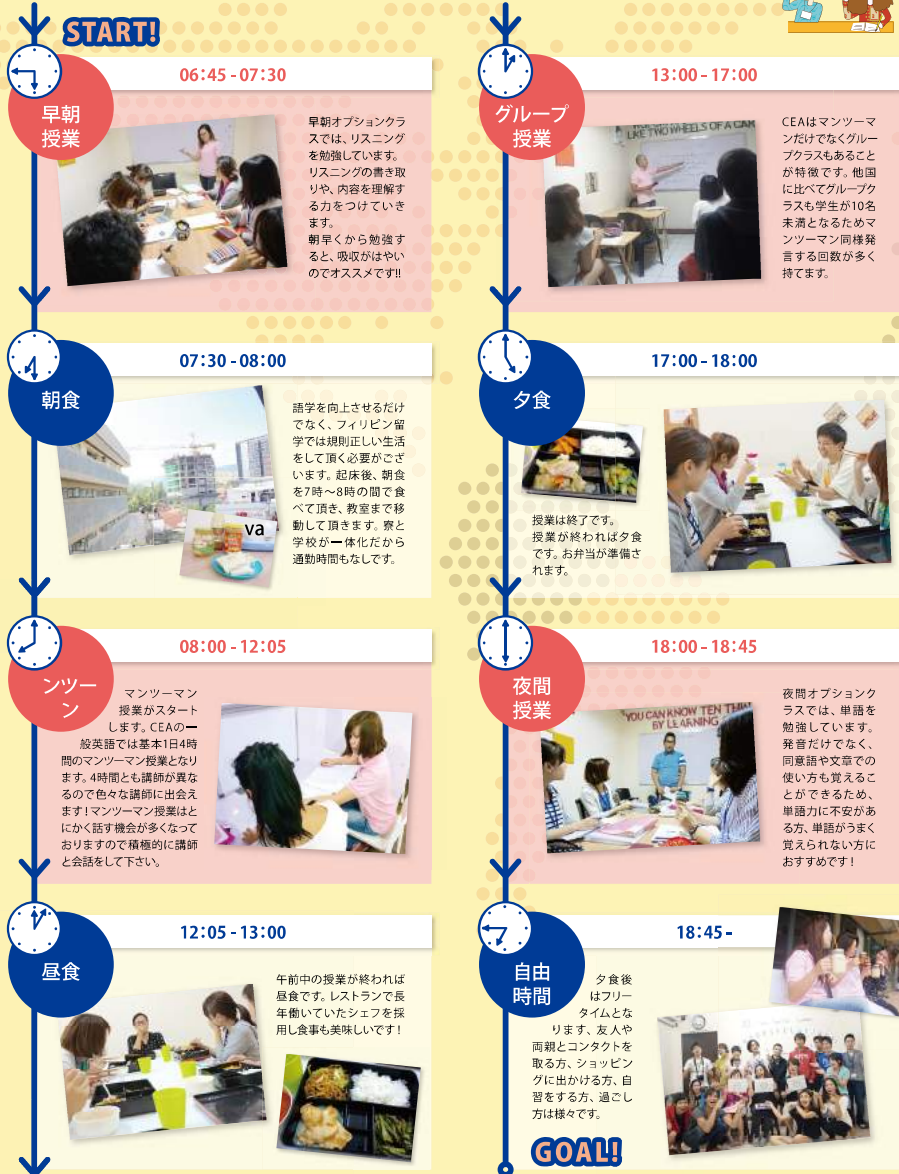 START!
06:45 - 07:30
早朝
授業
早朝オプションクラ
スでは、リスニング
を勉強しています。
リスニングの書き取
りや、内容を理解す
る力をつけていき
ます。
朝早くから勉強す
ると、吸収がはやい
のでオススメです!!
07:30 - 08:00
朝食
語学を向上させるだけ
でなく、フィリピン留
学では規則正しい生活
をして頂く必要がござ
います。起床後、朝食
を7時～8時の間で食
べて頂き、教室まで移
動して頂きます。寮と
学校が一体化だから
通勤時間もなしです。
va
08:00 - 12:05
ンツー
ン
マンツーマン
授業がスタート
します。CEAの一
般英語では基本1日4時
間のマンツーマン授業となり
ます。4時間とも講師が異な
るので色々な講師に出会え
ます！マンツーマン授業はと
にかく話す機会が多くなって
おりますので積極的に講師
と会話をして下さい。
12:05 - 13:00
昼食
午前中の授業が終われば
昼食です。レストランで長
年働いていたシェフを採
用し食事も美味しいです！
13:00 - 17:00
グループ
授業
LIKE TWO WHEELS OF A CAR
CEAはマンツーマ
ンだけでなくグルー
プクラスもあること
が特徴です。他国
に比べてグループク
ラスも学生が10名
未満となるためマ
ンツーマン同様発
言する回数が多く
持てます。
17:00 - 18:00
夕食
授業は終了です。
授業が終われば夕食
です。お弁当が準備さ
れます。
18:00 - 18:45
夜間
授業
YOU CAN KNOW TEN THIN
BY LEARNING
夜間オプションク
ラスでは、単語を
勉強しています。
発音だけでなく、
同意語や文章での
使い方も覚えるこ
とができるため、
単語力に不安があ
る方、単語がうまく
覚えられない方に
おすすめです！
18:45 -
自由
時間
夕食後
はフリー
タイムとな
ります、友人や
両親とコンタクトを
取る方、ショッピン
グに出かける方、自
習をする方、過ごし
方は様々です。
GOAL!